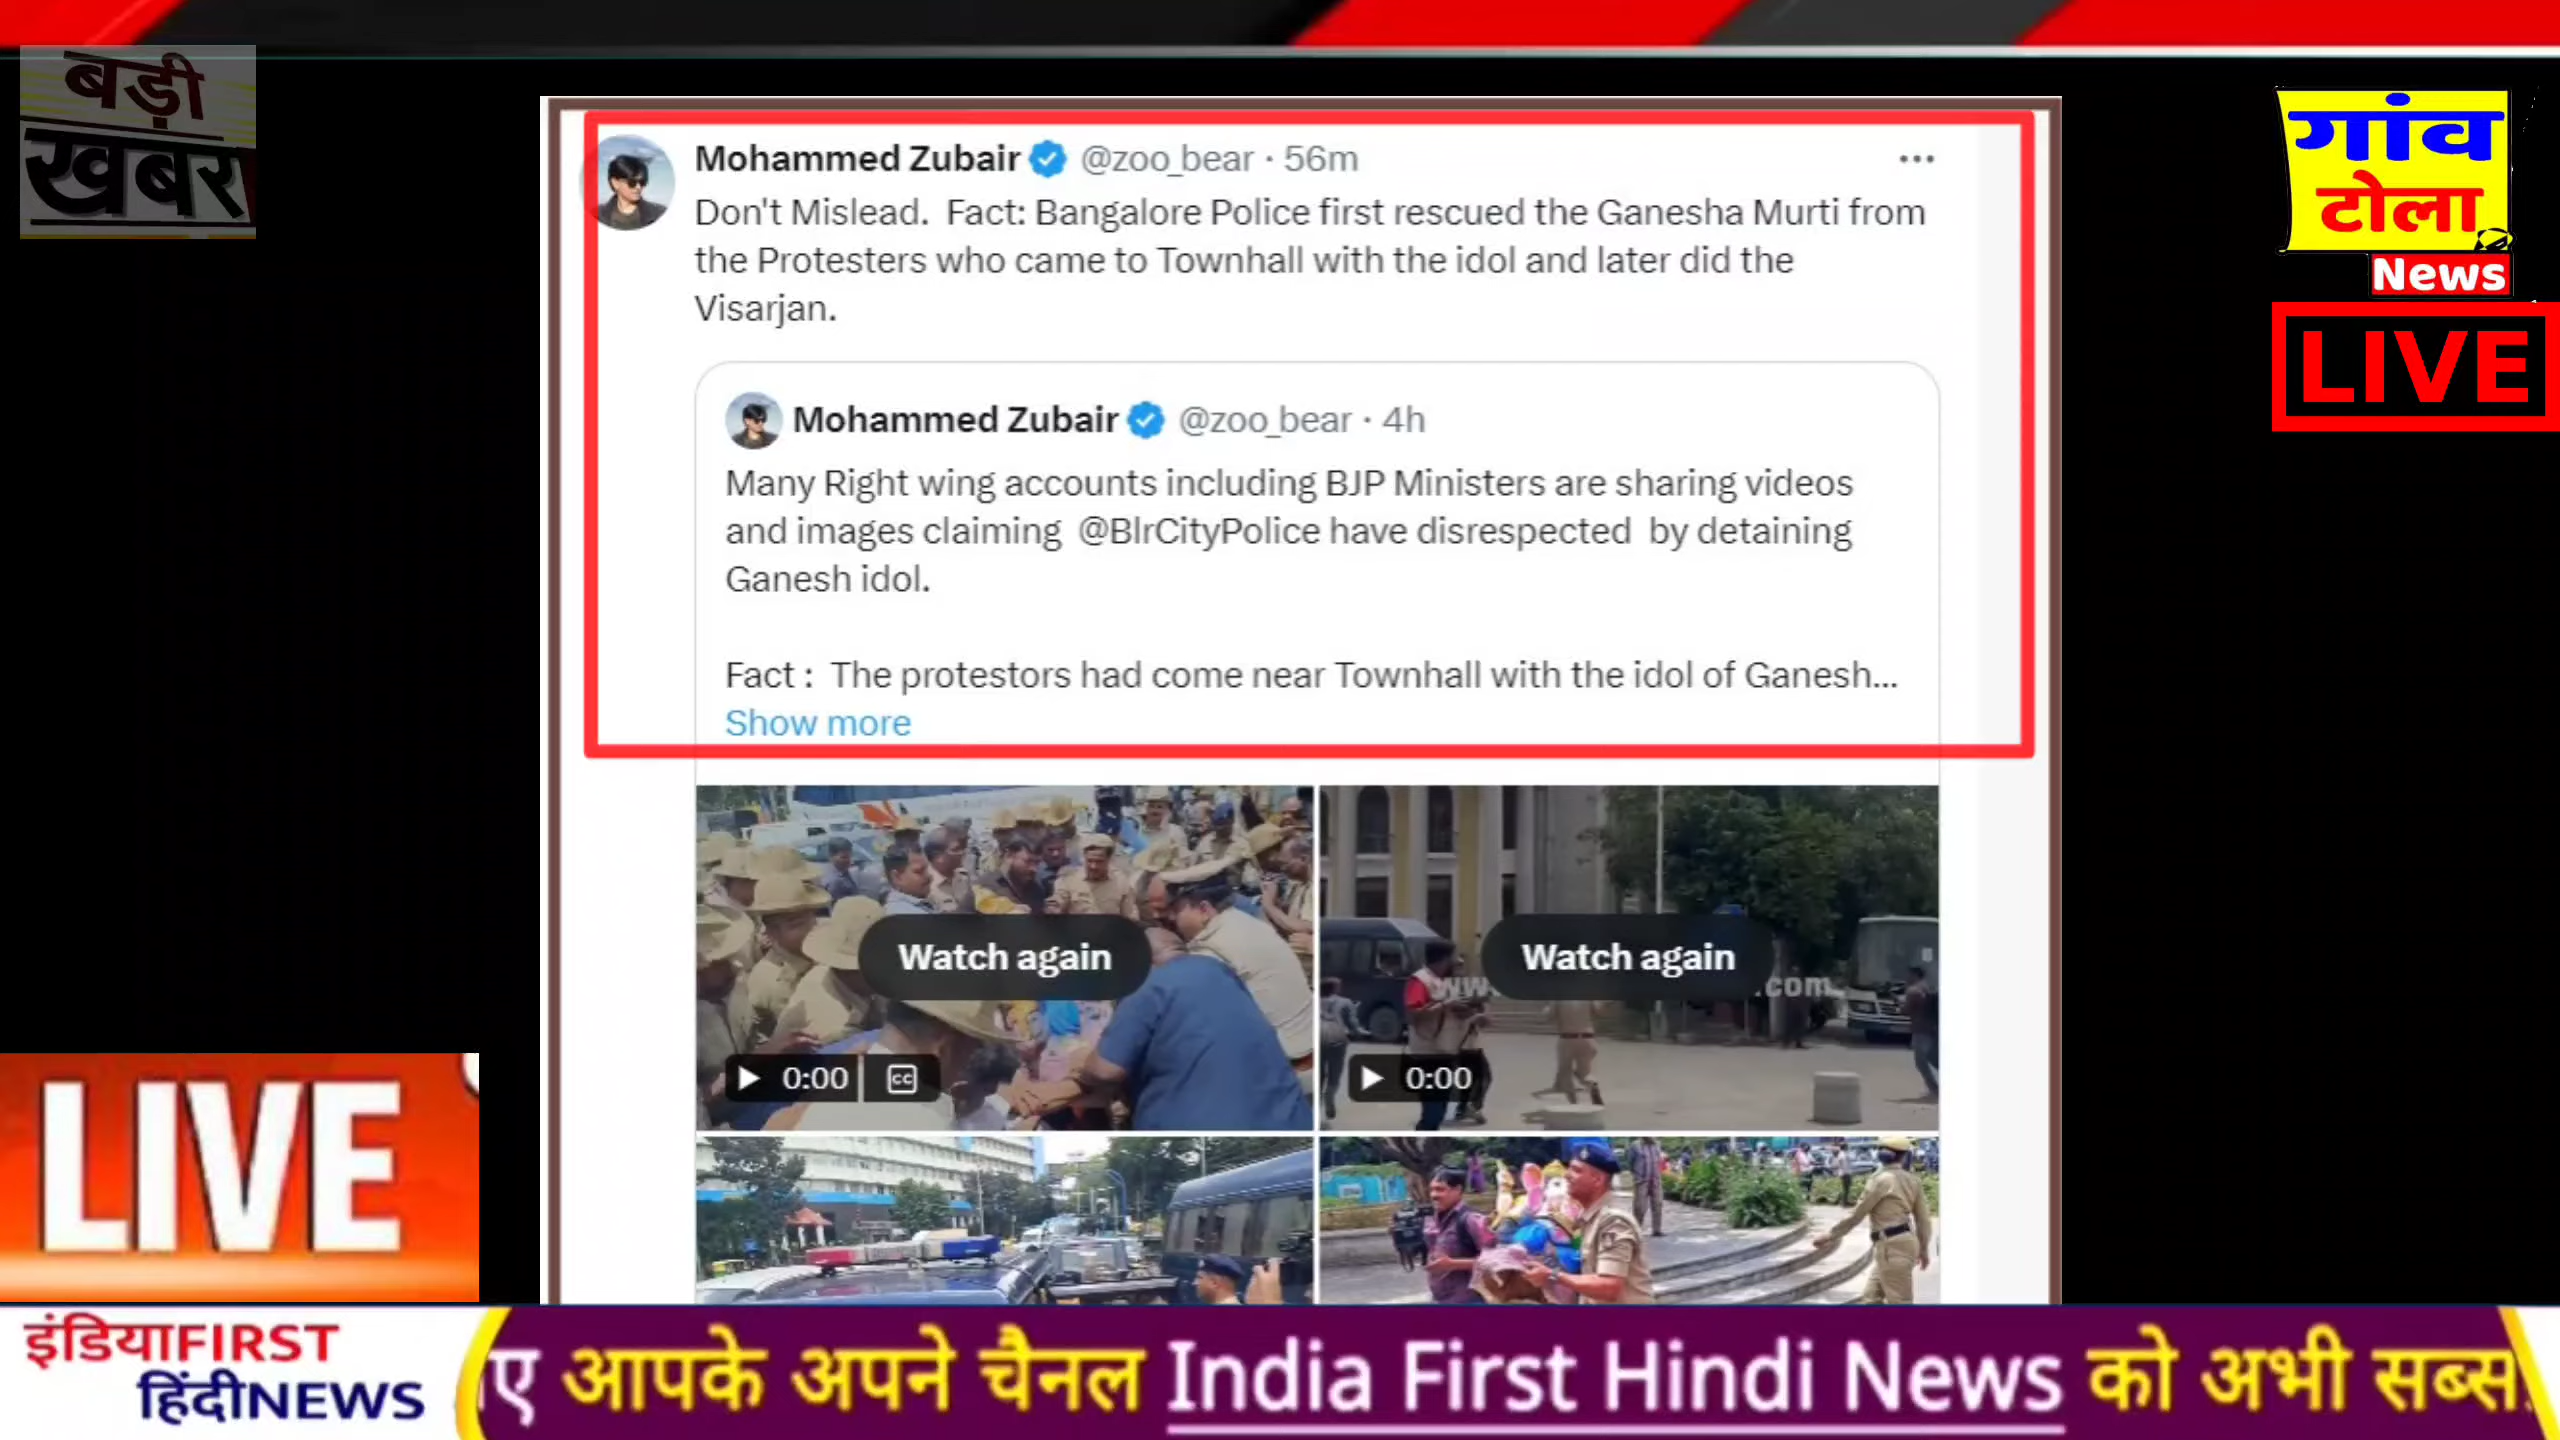 बड़ी
खबर
गांव
टोला
News
LIVE
Mohammed Zubair @zoo_bear · 56m
Don't Mislead.  Fact: Bangalore Police first rescued the Ganesha Murti from
the Protesters who came to Townhall with the idol and later did the
Visarjan.
Mohammed Zubair @zoo_bear · 4h
Many Right wing accounts including BJP Ministers are sharing videos
and images claiming  @BlrCityPolice have disrespected  by detaining
Ganesh idol.
Fact :  The protestors had come near Townhall with the idol of Ganesh...
Show more
Watch again
Watch again
.com
0:00 CC
0:00
LIVE
इंडियाFIRST
हिंदीNEWS
ए आपके अपने चैनल India First Hindi News को अभी सब्स